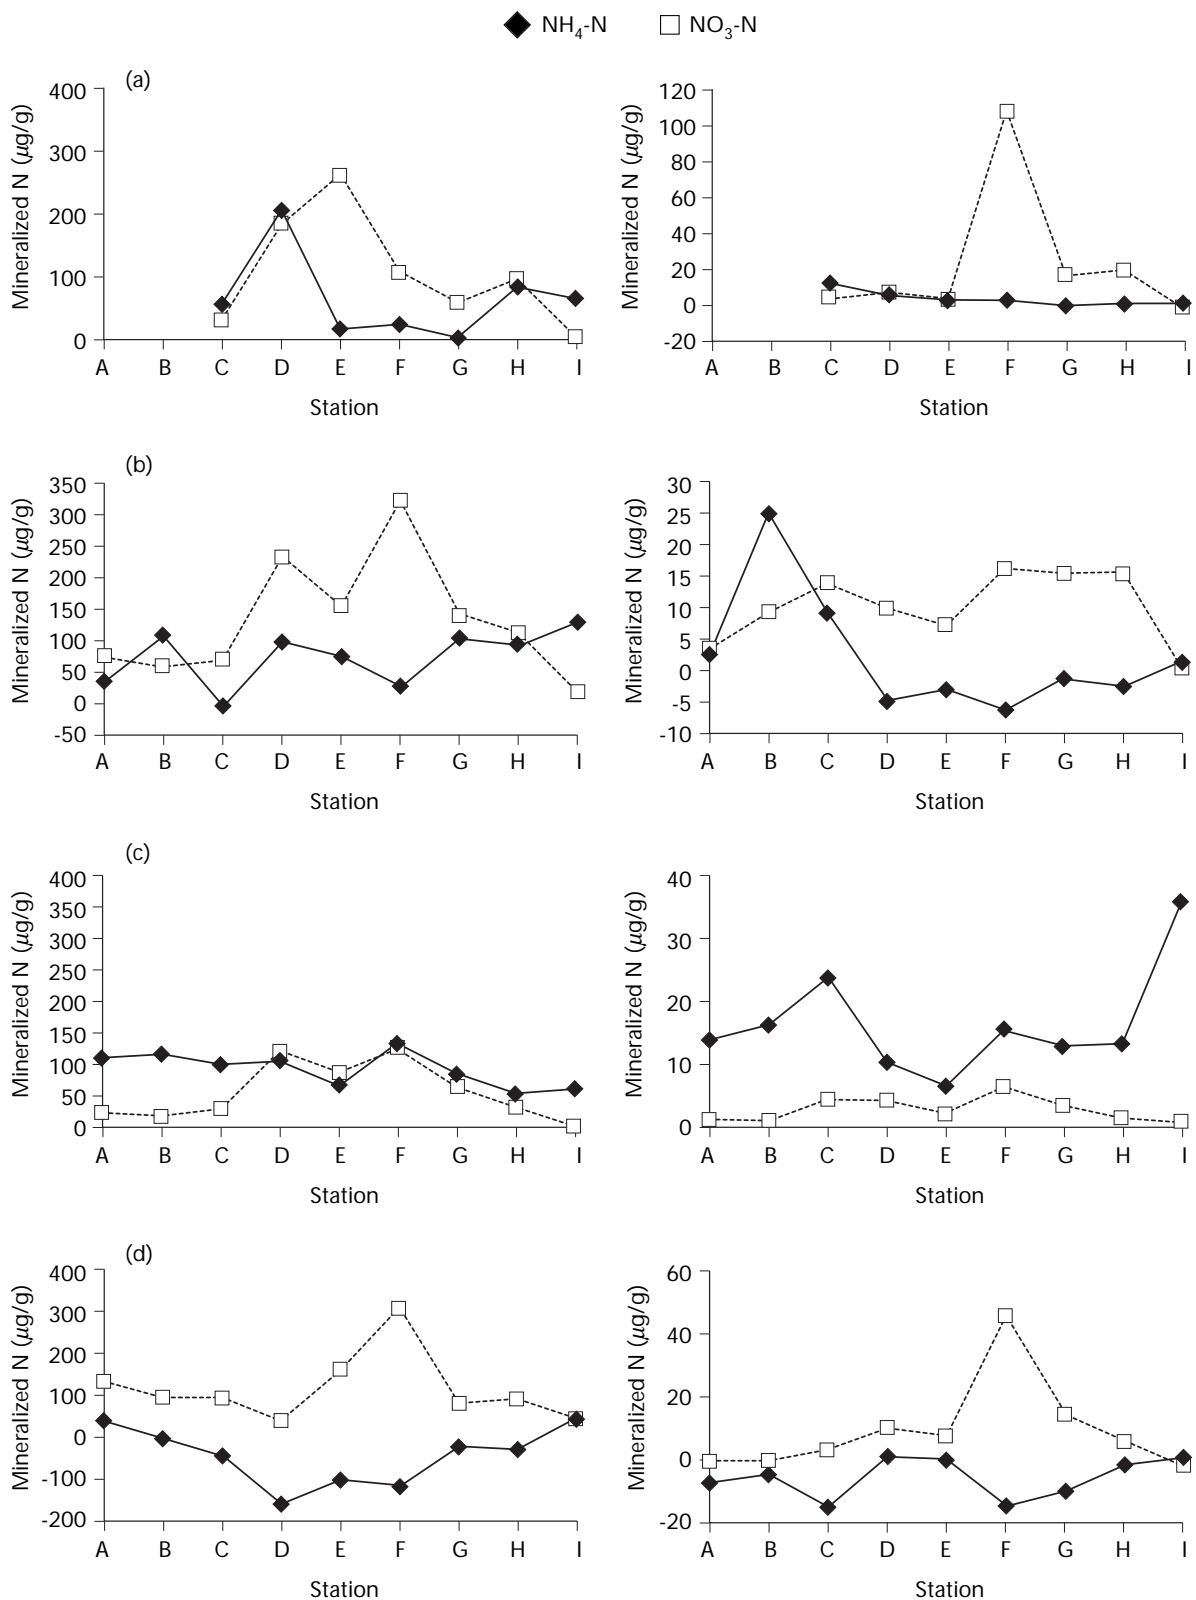 NH₄-N NO₃-N
(a)
Mineralized N (μg/g)
400
300
200
100
0
A B C D E F G H I
Station
Mineralized N (μg/g)
120
100
80
60
40
20
0
-20
A B C D E F G H I
Station
(b)
Mineralized N (μg/g)
350
300
250
200
150
100
50
0
-50
A B C D E F G H I
Station
Mineralized N (μg/g)
30
25
20
15
10
5
0
-5
-10
A B C D E F G H I
Station
(c)
Mineralized N (μg/g)
400
350
300
250
200
150
100
50
0
A B C D E F G H I
Station
Mineralized N (μg/g)
40
30
20
10
0
A B C D E F G H I
Station
(d)
Mineralized N (μg/g)
400
300
200
100
0
-100
-200
A B C D E F G H I
Station
Mineralized N (μg/g)
60
40
20
0
-20
A B C D E F G H I
Station